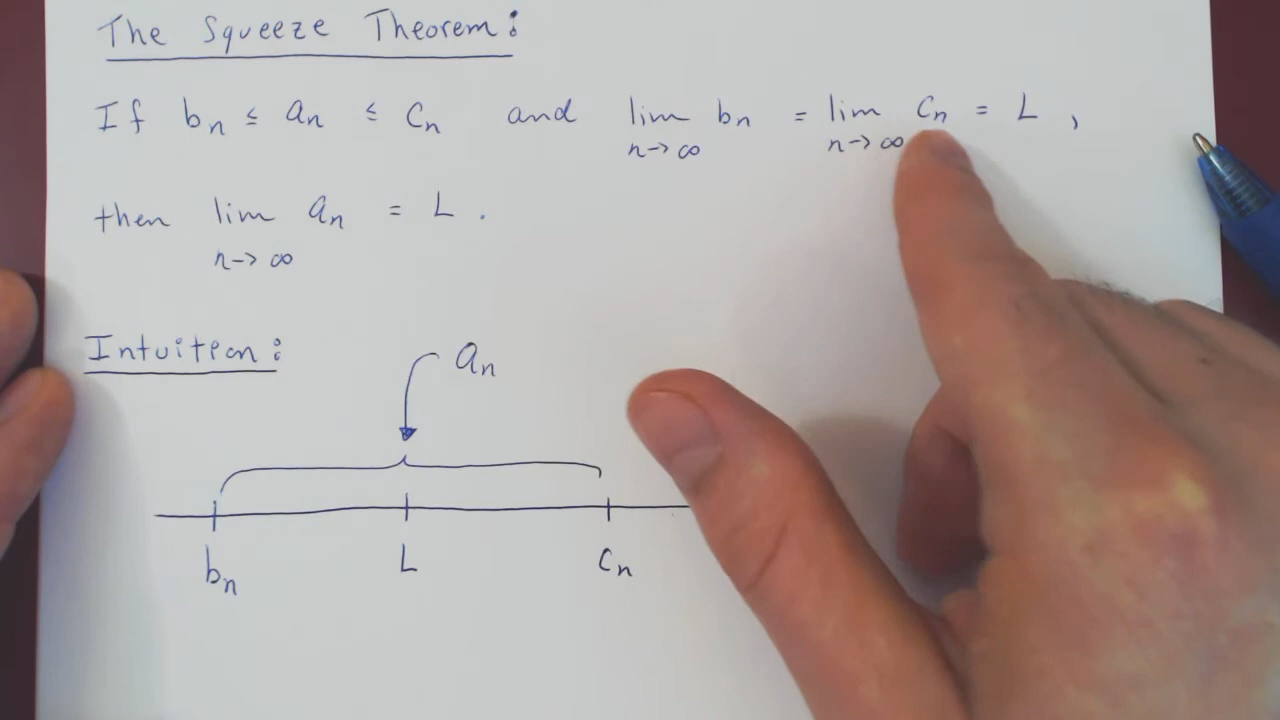 The Squeeze Theorem:
If bₙ ≤ aₙ ≤ cₙ and lim bₙ = lim cₙ = L ,
n→∞ n→∞
then lim aₙ = L .
n→∞
Intuition:
aₙ
bₙ L cₙ